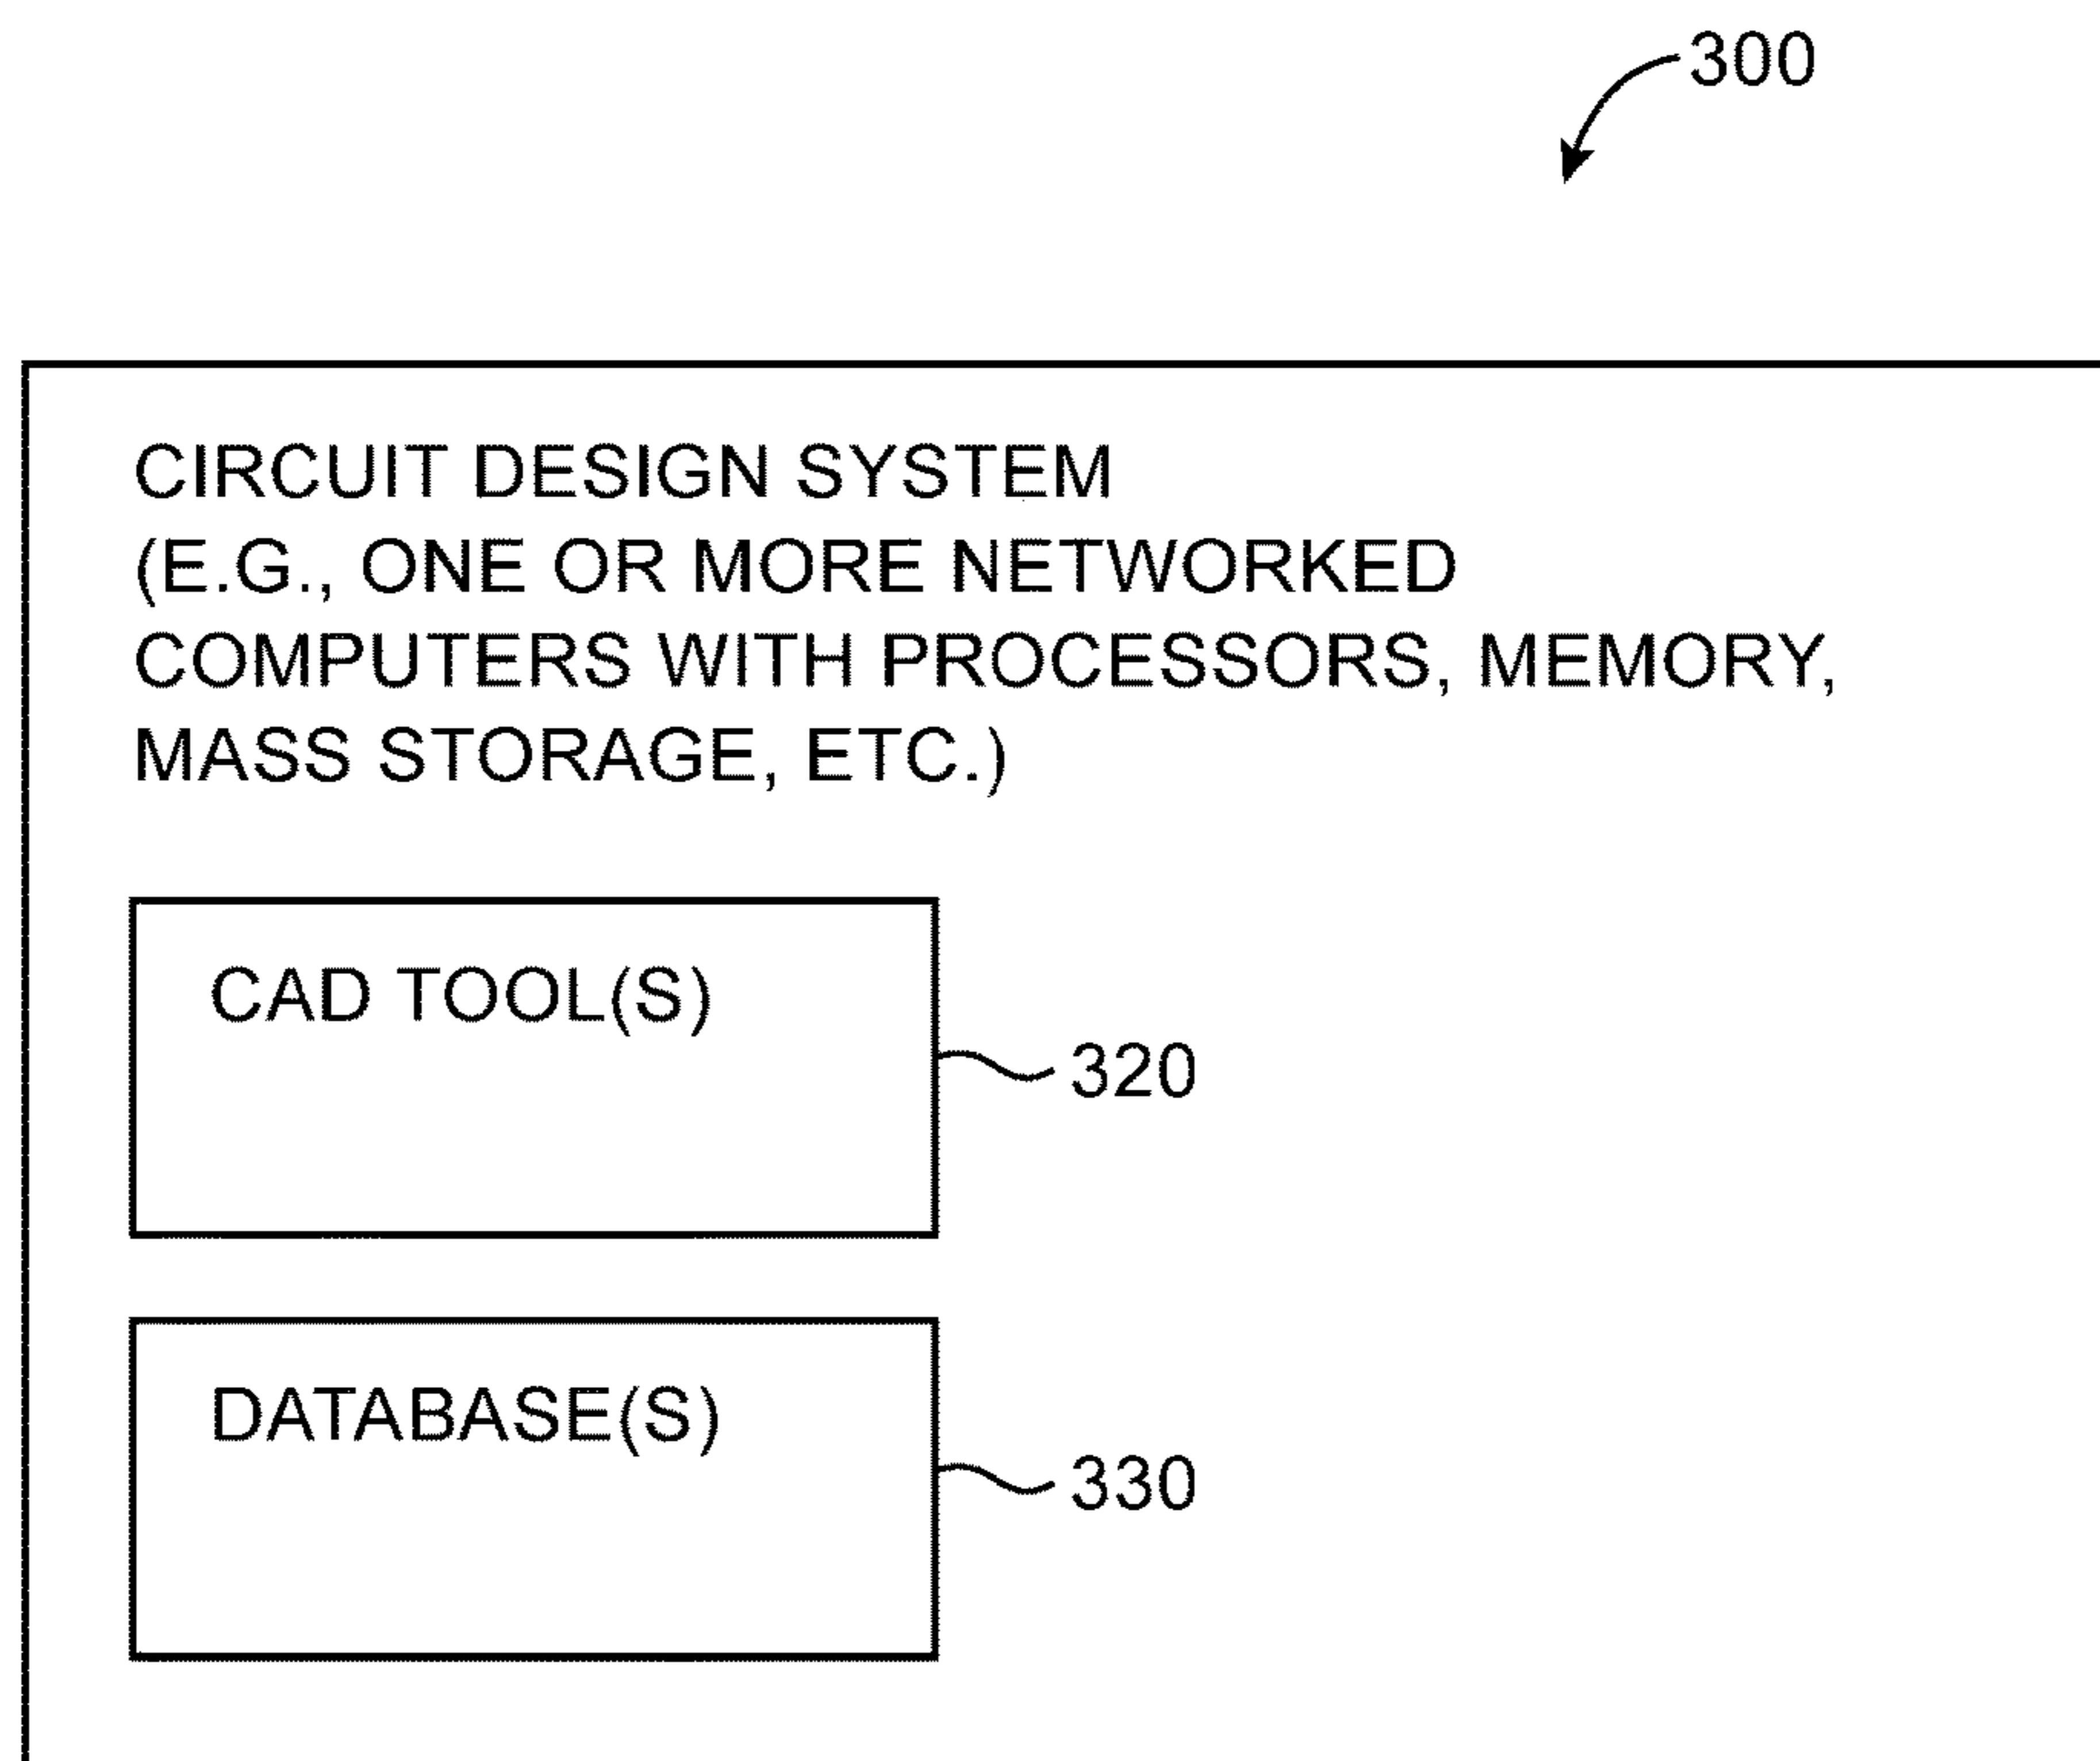 300
CIRCUIT DESIGN SYSTEM
(E.G., ONE OR MORE NETWORKED
COMPUTERS WITH PROCESSORS, MEMORY,
MASS STORAGE, ETC.)
CAD TOOL(S)
320
DATABASE(S)
330